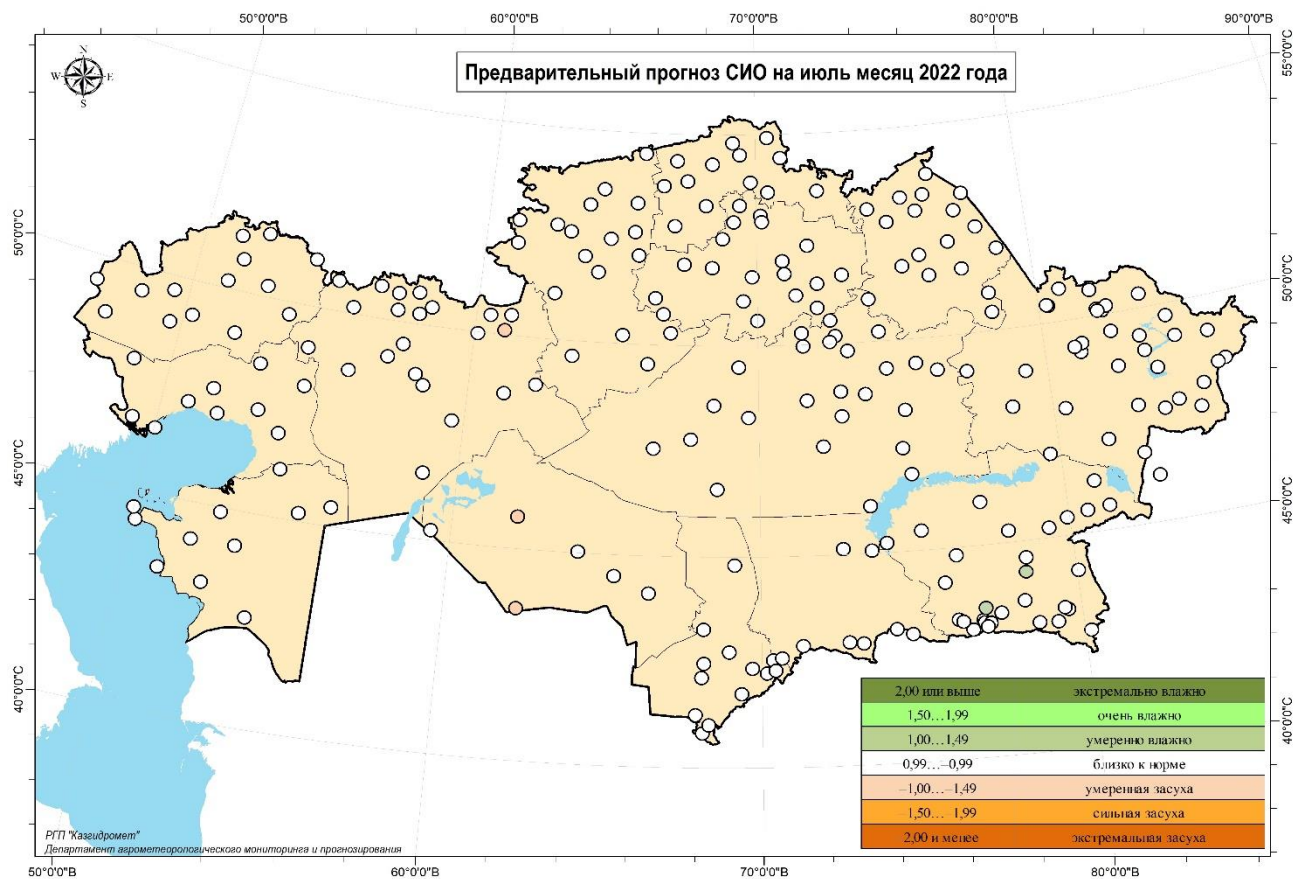 50°0'0"В 60°0'0"В 70°0'0"В 80°0'0"В 90°0'0"В
N
W E
S
Предварительный прогноз СИО на июль месяц 2022 года
55°0'0"С
50°0'0"С 50°0'0"С
45°0'0"С 45°0'0"С
40°0'0"С 40°0'0"С
2,00 или выше экстремально влажно
1,50…1,99 очень влажно
1,00…1,49 умеренно влажно
0,99…–0,99 близко к норме
–1,00…–1,49 умеренная засуха
–1,50…–1,99 сильная засуха
2,00 и менее экстремальная засуха
РГП "Казгидромет"
Департамент агрометеорологического мониторинга и прогнозирования
50°0'0"В 60°0'0"В 70°0'0"В 80°0'0"В